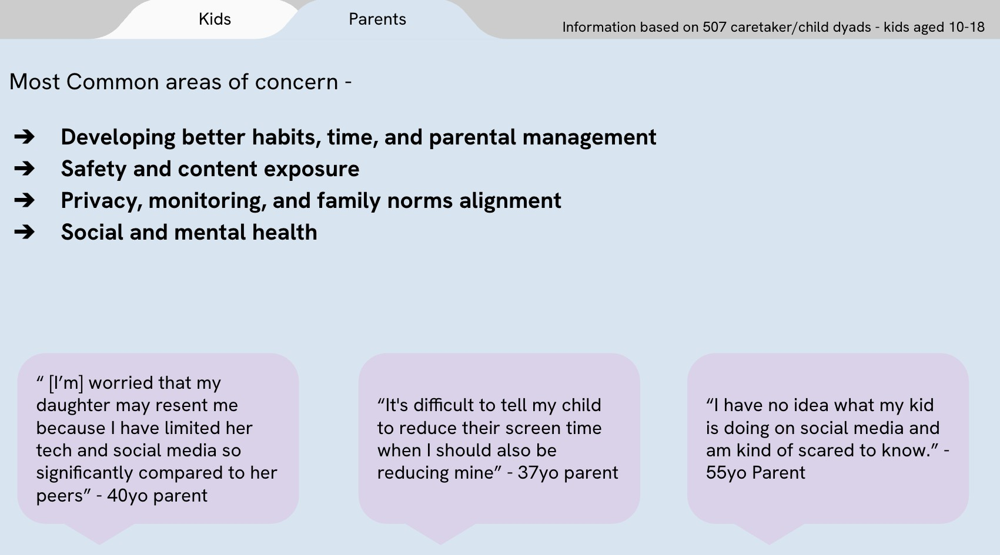 Kids
Parents
Information based on 507 caretaker/child dyads - kids aged 10-18
Most Common areas of concern -
➔ Developing better habits, time, and parental management
➔ Safety and content exposure
➔ Privacy, monitoring, and family norms alignment
➔ Social and mental health
“ [I’m] worried that my
daughter may resent me
because I have limited her
tech and social media so
significantly compared to her
peers” - 40yo parent
“It's difficult to tell my child
to reduce their screen time
when I should also be
reducing mine” - 37yo parent
“I have no idea what my kid
is doing on social media and
am kind of scared to know.” -
55yo Parent